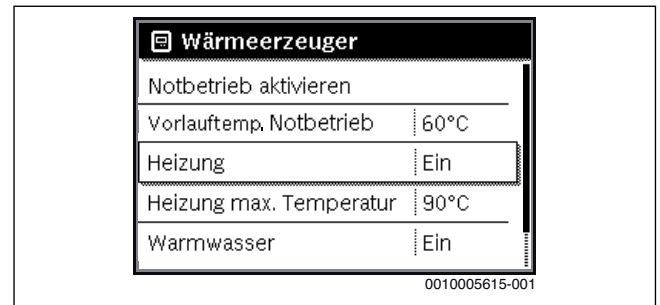 Wärmeerzeuger
Notbetrieb aktivieren
Vorlauftemp. Notbetrieb 60°C
Heizung Ein
Heizung max. Temperatur 90°C
Warmwasser Ein
0010005615-001